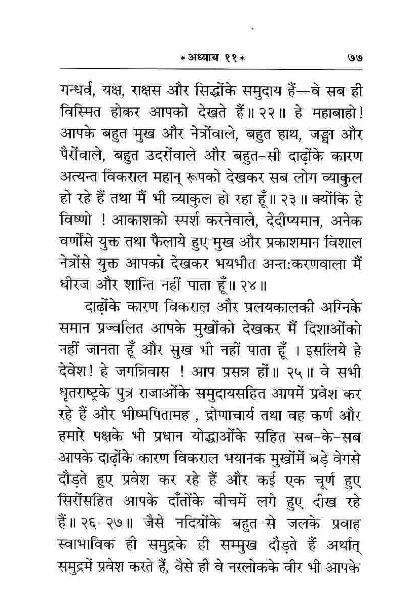 * अध्याय ११ *
७७
गन्धर्व, यक्ष, राक्षस और सिद्धोंके समुदाय हैं—वे सब ही
विस्मित होकर आपको देखते हैं॥ २२॥ हे महाबाहो!
आपके बहुत मुख और नेत्रोंवाले, बहुत हाथ, जङ्घा और
पैरोंवाले, बहुत उदरोंवाले और बहुत-सी दाढ़ोंके कारण
अत्यन्त विकराल महान् रूपको देखकर सब लोग व्याकुल
हो रहे हैं तथा मैं भी व्याकुल हो रहा हूँ॥ २३॥ क्योंकि हे
विष्णो ! आकाशको स्पर्श करनेवाले, देदीप्यमान, अनेक
वर्णोंसे युक्त तथा फैलाये हुए मुख और प्रकाशमान विशाल
नेत्रोंसे युक्त आपको देखकर भयभीत अन्त:करणवाला मैं
धीरज और शान्ति नहीं पाता हूँ॥ २४॥
दाढ़ोंके कारण विकराल और प्रलयकालकी अग्निके
समान प्रज्वलित आपके मुखोंको देखकर मैं दिशाओंको
नहीं जानता हूँ और सुख भी नहीं पाता हूँ । इसलिये हे
देवेश! हे जगन्निवास ! आप प्रसन्न हों॥ २५॥ वे सभी
धृतराष्ट्रके पुत्र राजाओंके समुदायसहित आपमें प्रवेश कर
रहे हैं और भीष्मपितामह , द्रोणाचार्य तथा वह कर्ण और
हमारे पक्षके भी प्रधान योद्धाओंके सहित सब-के-सब
आपके दाढ़ोंके कारण विकराल भयानक मुखोंमें बड़े वेगसे
दौड़ते हुए प्रवेश कर रहे हैं और कई एक चूर्ण हुए
सिरोंसहित आपके दाँतोंके बीचमें लगे हुए दीख रहे
हैं॥ २६-२७॥ जैसे नदियोंके बहुत से जलके प्रवाह
स्वाभाविक ही समुद्रके ही सम्मुख दौड़ते हैं अर्थात्
समुद्रमें प्रवेश करते हैं, वैसे ही वे नरलोकके वीर भी आपके